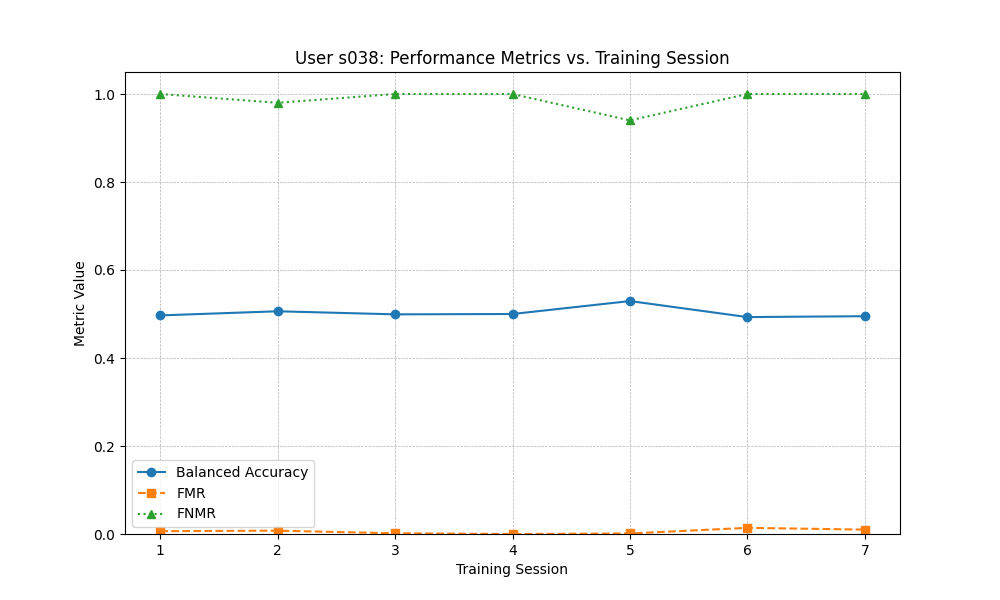 User s038: Performance Metrics vs. Training Session
Metric Value
1.0
0.8
0.6
0.4
0.2
0.0
Balanced Accuracy
FMR
FNMR
1 2 3 4 5 6 7
Training Session